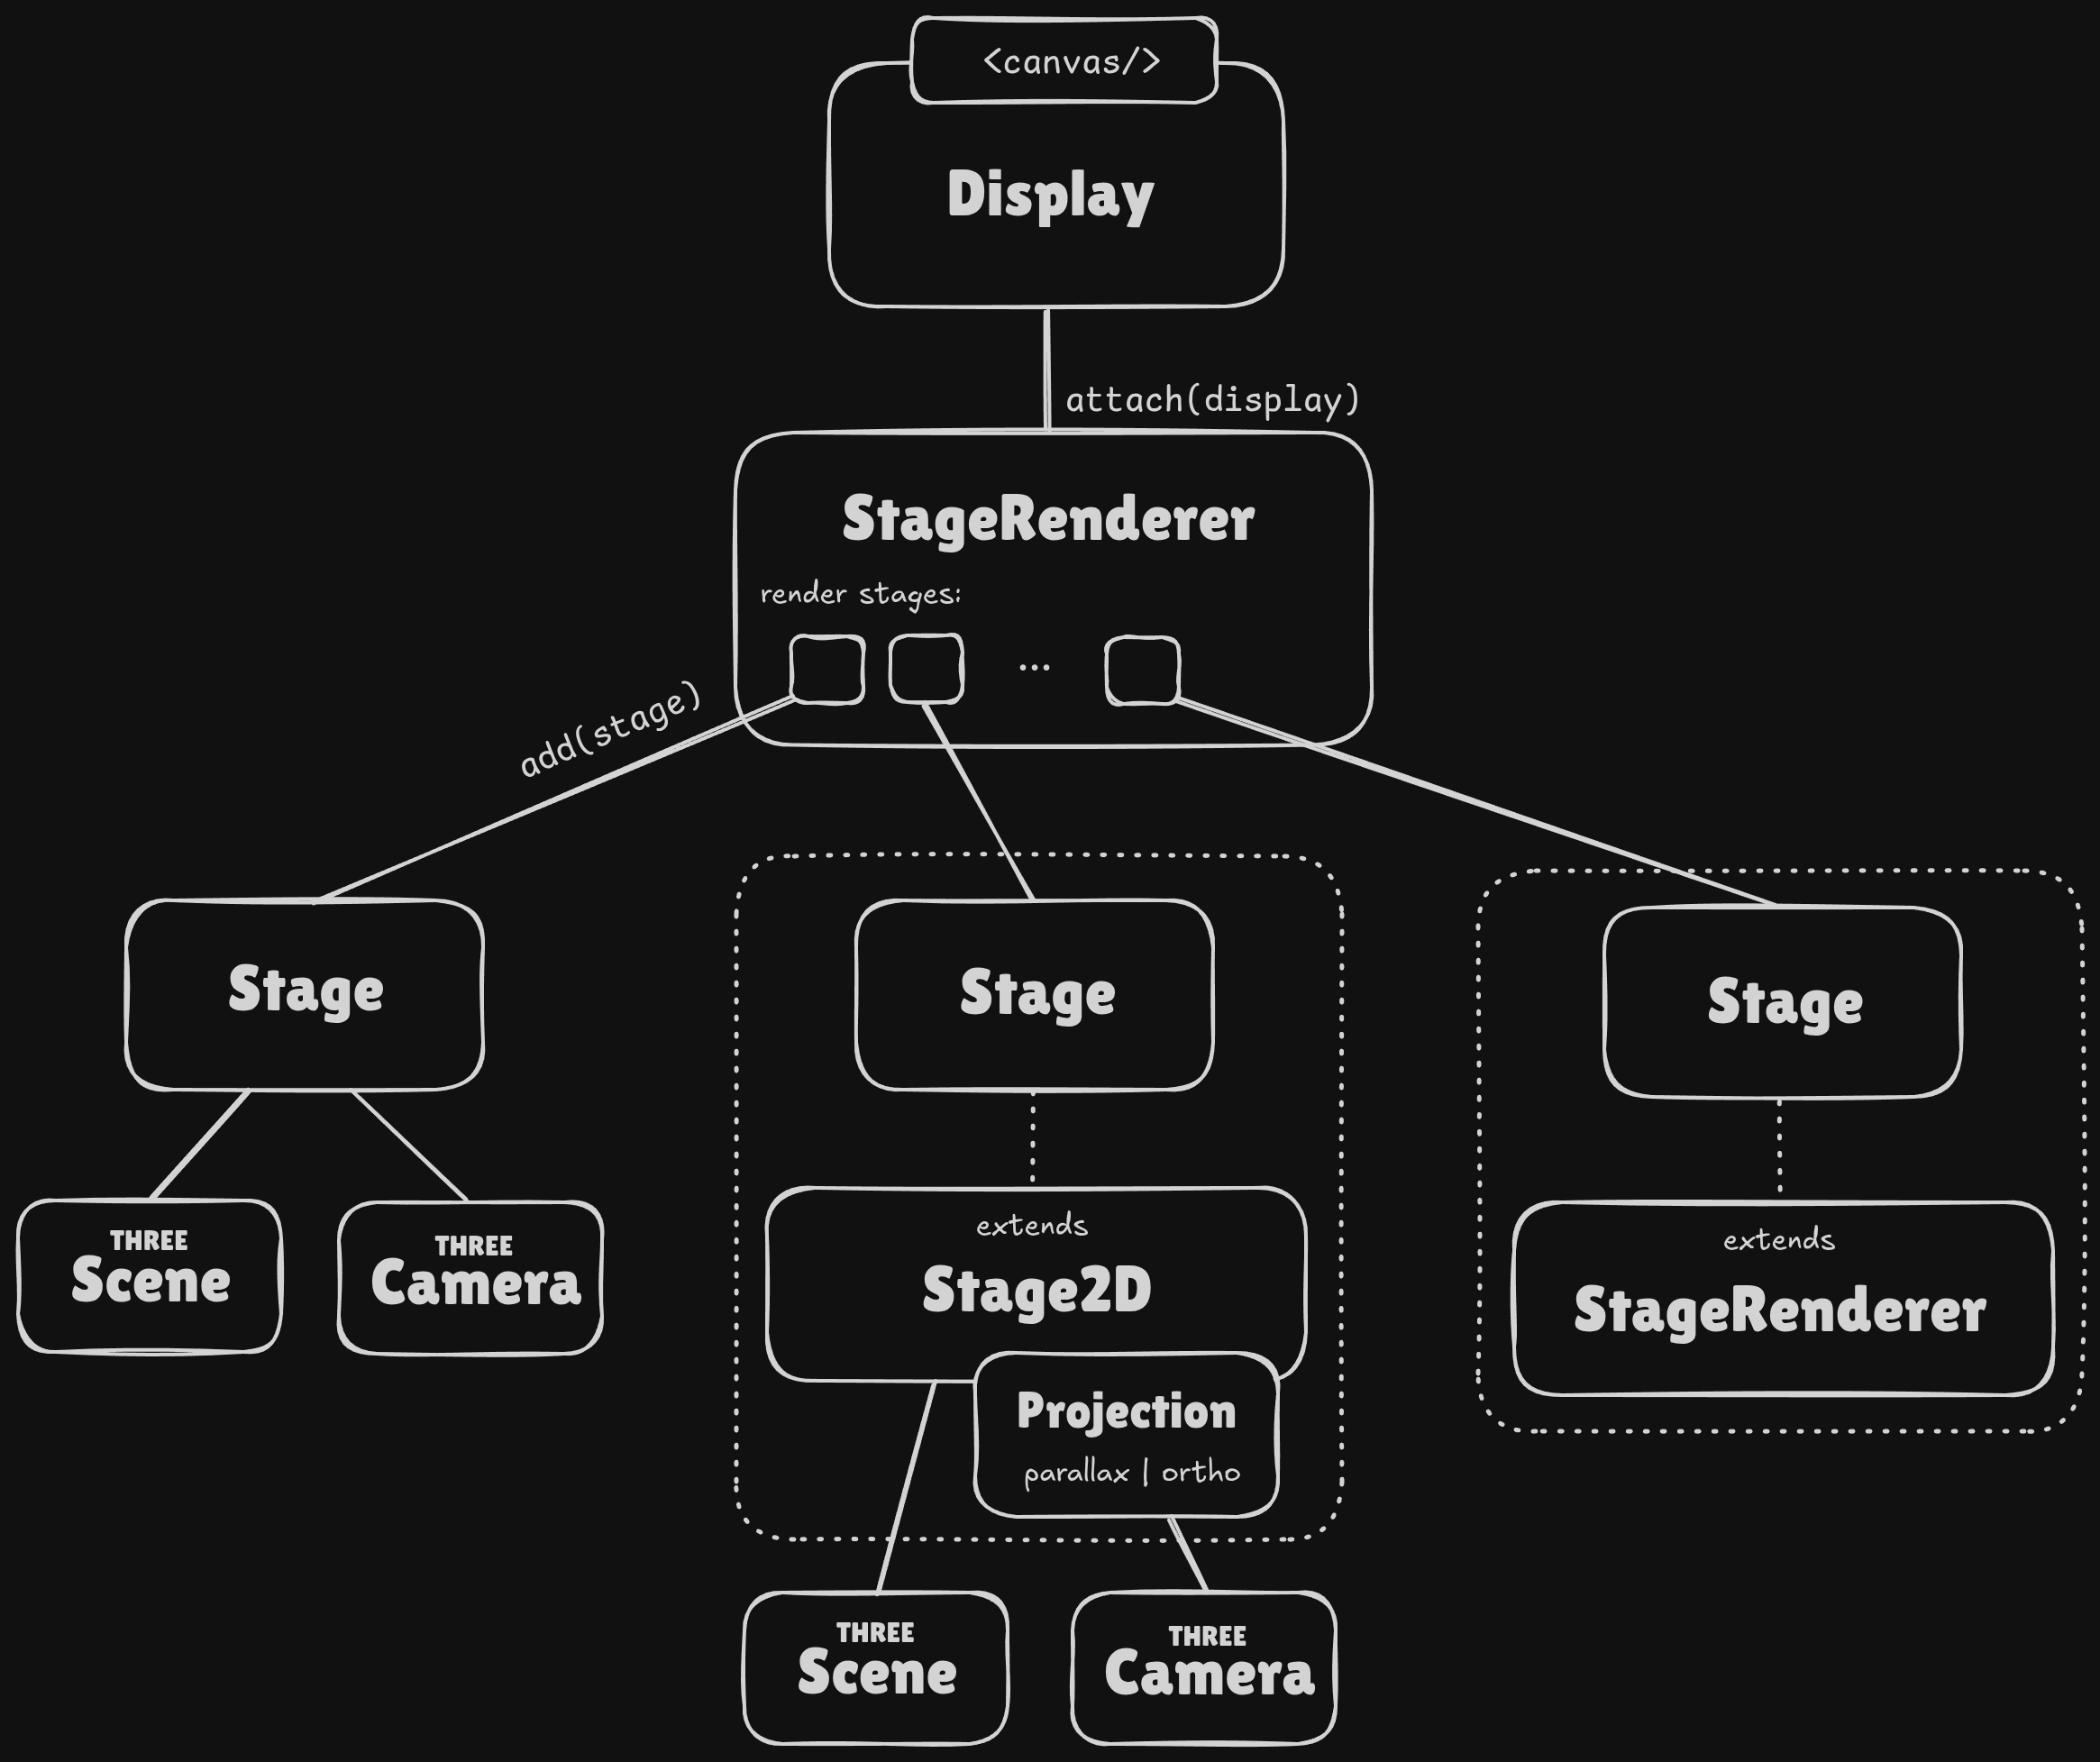 <canvas/>
Display
attach(display)
StageRenderer
render stages:
...
add(stage)
Stage
Stage
Stage
THREE
Scene
THREE
Camera
extends
Stage2D
extends
StageRenderer
Projection
parallax | ortho
THREE
Scene
THREE
Camera